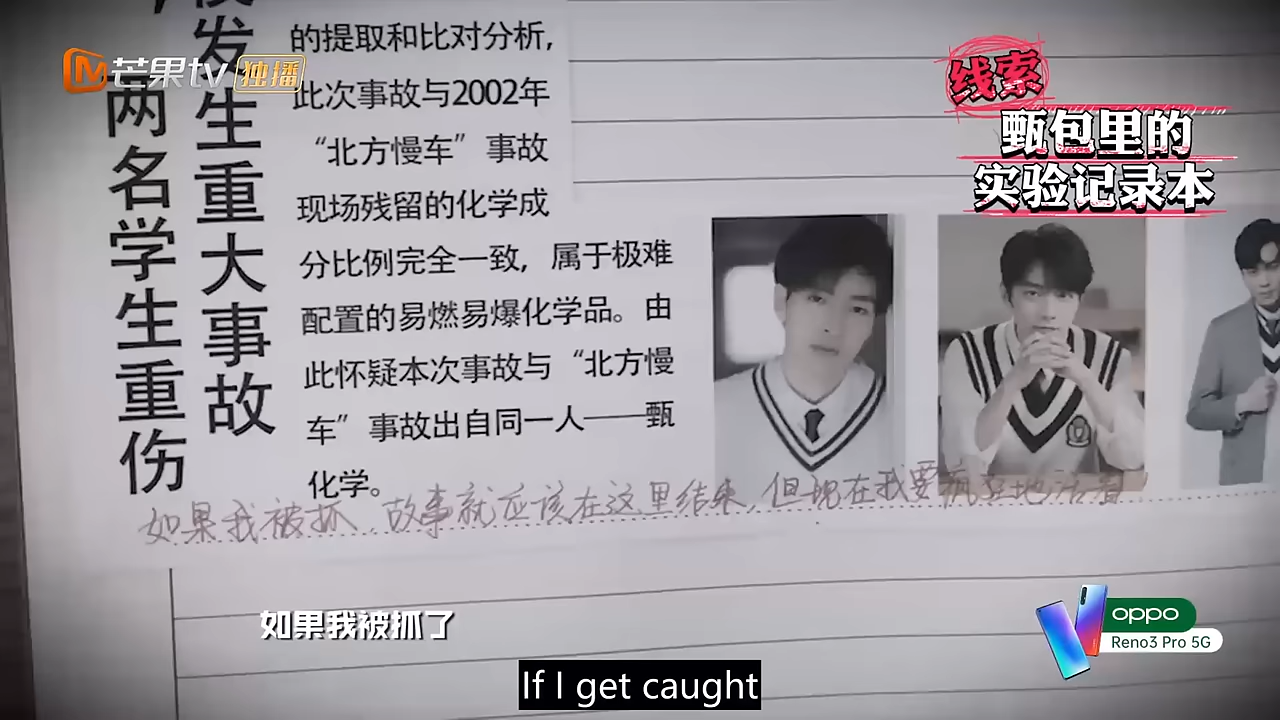 芒果tv 独播
线索
甄包里的
实验记录本
发生重大事故
两名学生重伤
的提取和比对分析，
此次事故与2002年
“北方慢车”事故
现场残留的化学成
分比例完全一致，属于极难
配置的易燃易爆化学品。由
此怀疑本次事故与“北方慢
车”事故出自同一人——甄
化学。
如果我被抓，故事就应该在这里结束，但现在我要疯狂地活着
如果我被抓了
If I get caught
oppo
Reno3 Pro 5G